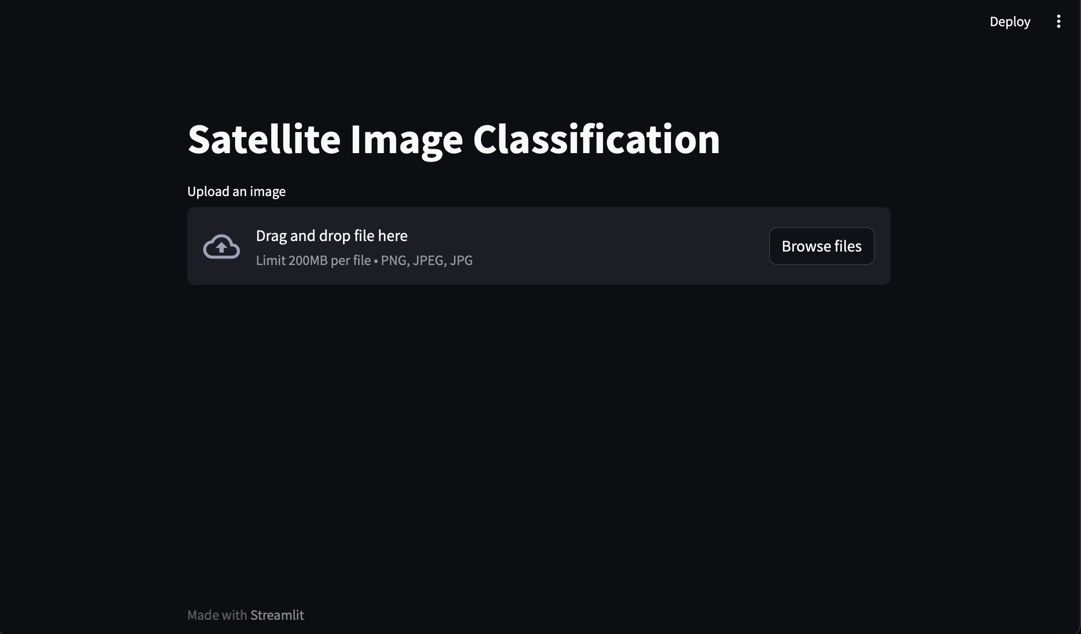 Deploy
Satellite Image Classification
Upload an image
Drag and drop file here
Limit 200MB per file • PNG, JPEG, JPG
Browse files
Made with Streamlit